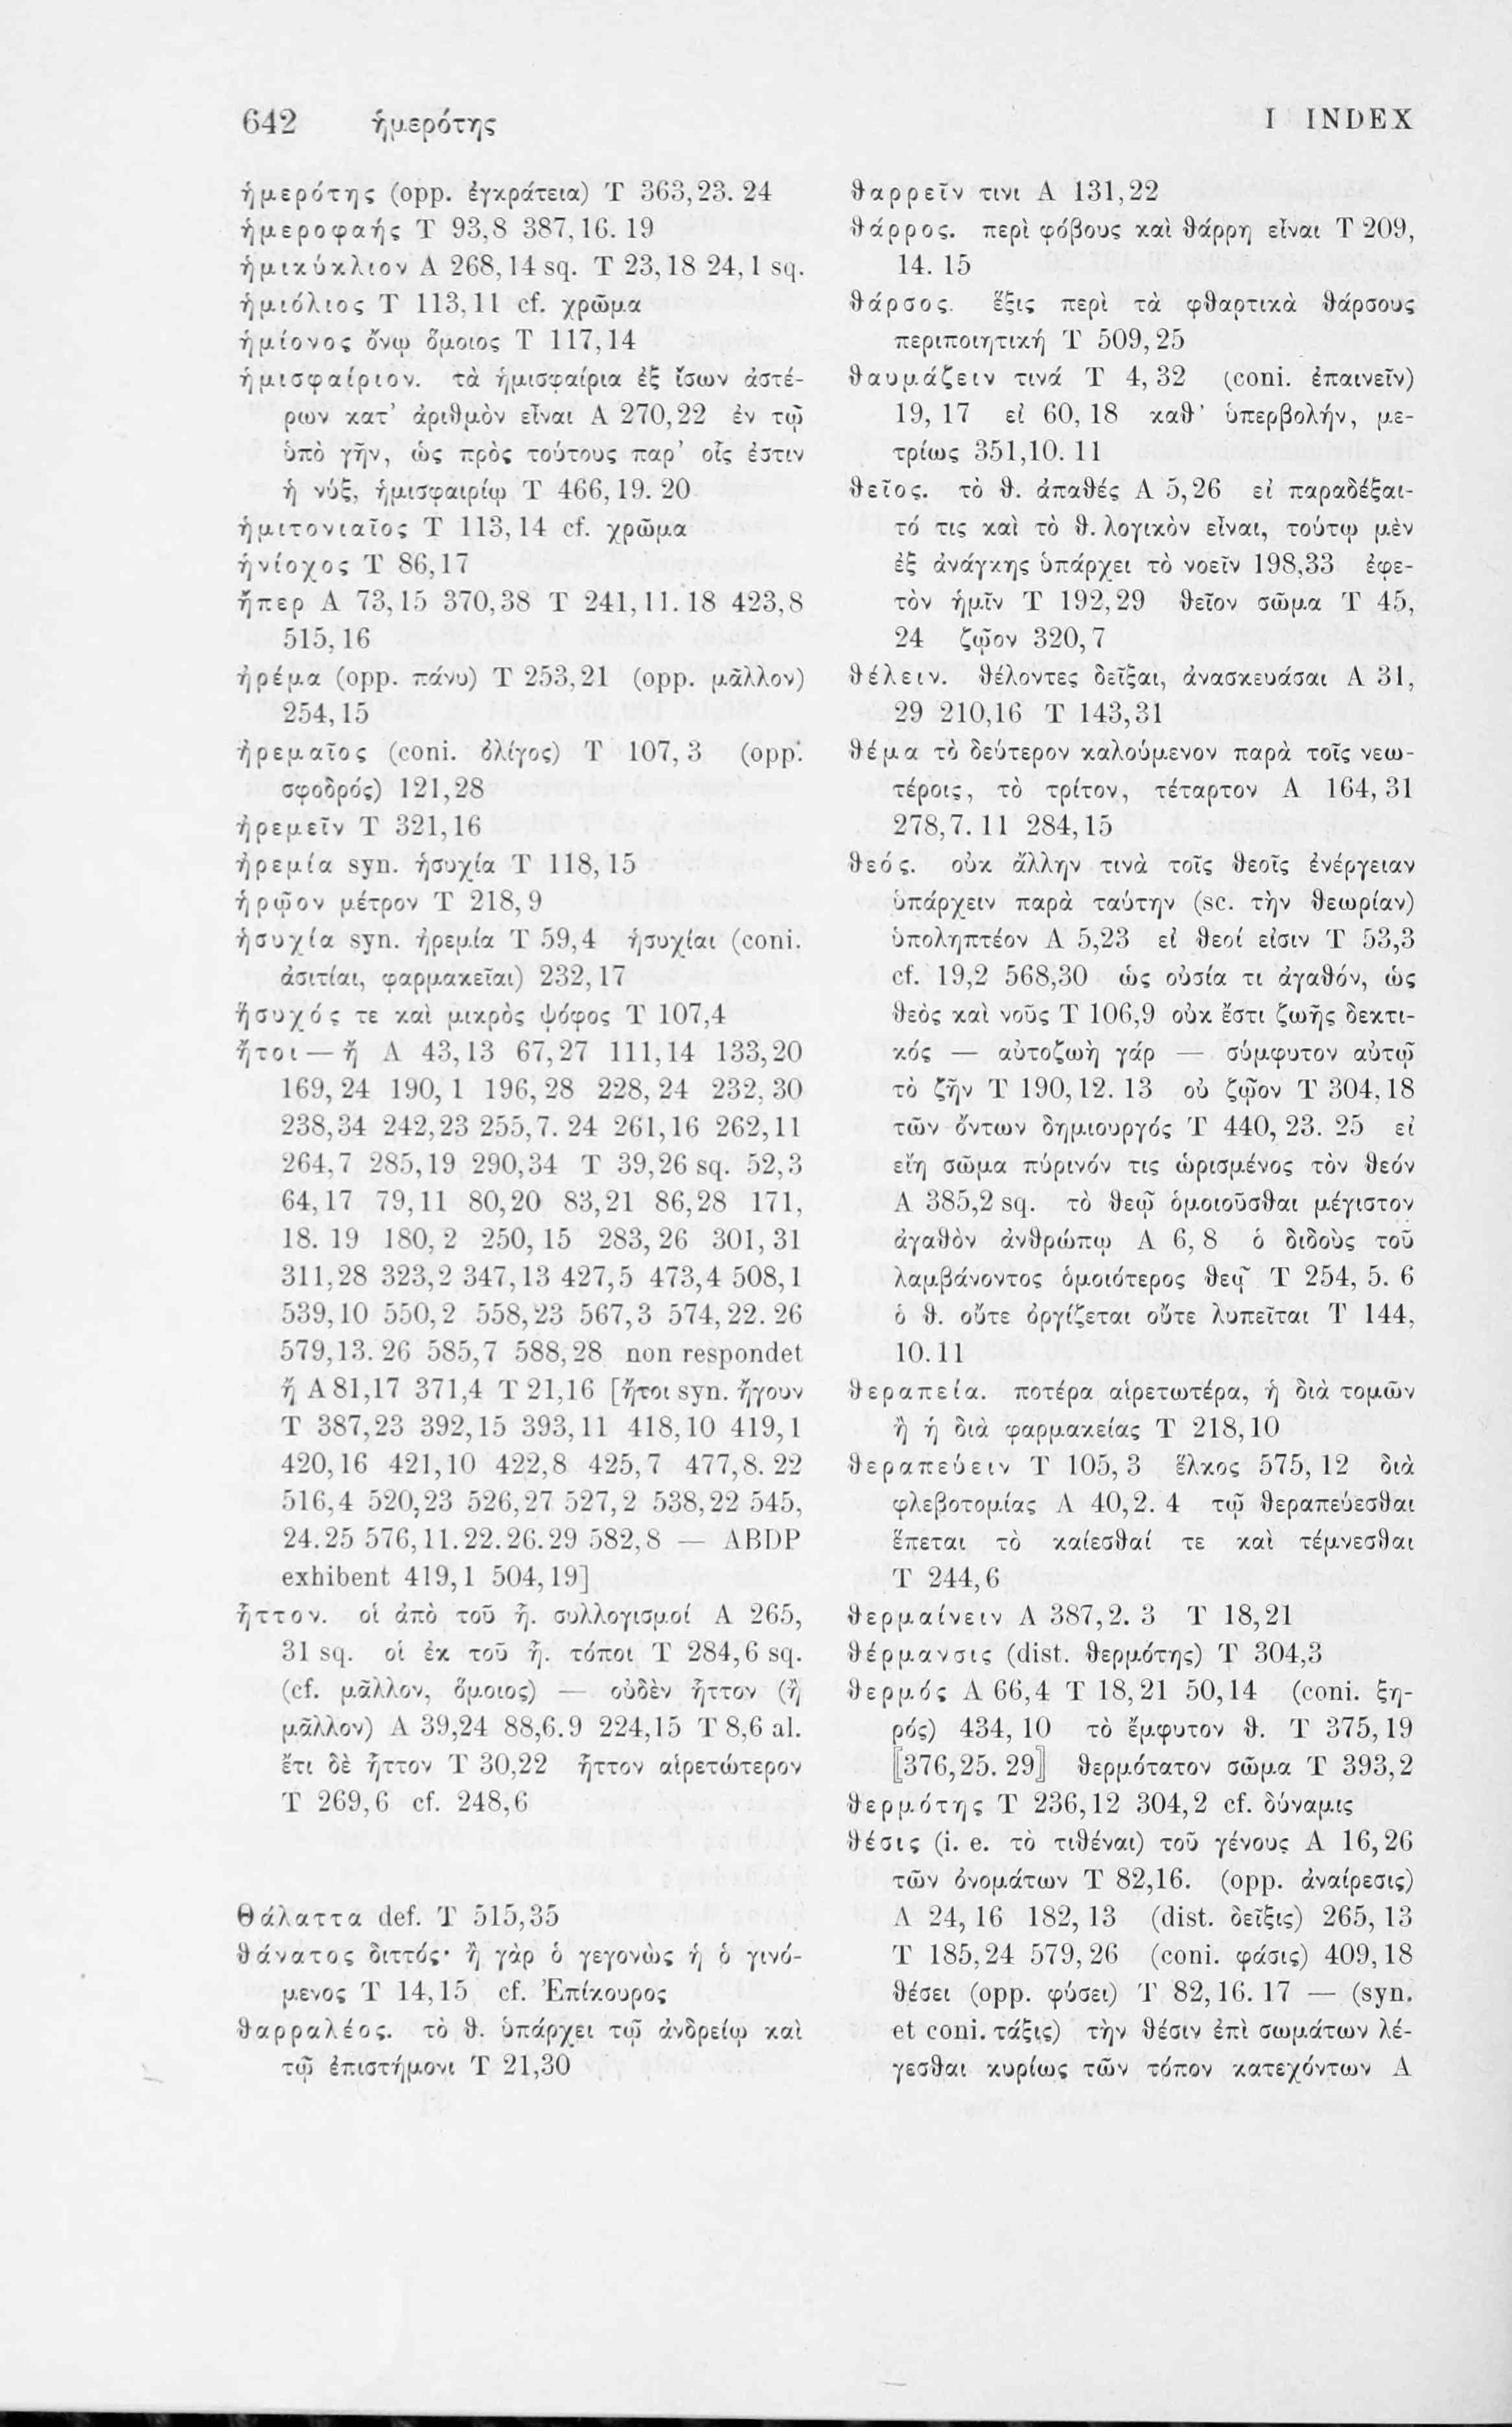 642 ἡμερότης
I INDEX
ἡμερότης (opp. ἐγκράτεια) T 363,23. 24
ἡμεροφαής T 93,8 387,16. 19
ἡμικύκλιον A 268,14 sq. T 23,18 24,1 sq.
ἡμιόλιος T 113,11 cf. χρῶμα
ἡμίονος ὄνῳ ὅμοιος T 117,14
ἡμισφαίριον. τὰ ἡμισφαίρια ἐξ ἴσων ἀστέ-
ρων κατ’ ἀριθμὸν εἶναι A 270,22 ἐν τῷ
ὑπὸ γῆν, ὡς πρὸς τούτους παρ’ οἷς ἐστιν
ἡ νύξ, ἡμισφαιρίῳ T 466,19. 20
ἡμιτονιαῖος T 113,14 cf. χρῶμα
ἡνίοχος T 86,17
ἤπερ A 73,15 370,38 T 241,11. 18 423,8
515,16
ἠρέμα (opp. πάνυ) T 253,21 (opp. μᾶλλον)
254,15
ἠρεμαῖος (coni. ὀλίγος) T 107,3 (opp.
σφοδρός) 121,28
ἠρεμεῖν T 321,16
ἠρεμία syn. ἡσυχία T 118,15
ἡρῷον μέτρον T 218,9
ἡσυχία syn. ἠρεμία T 59,4 ἡσυχίαι (coni.
ἀσιτίαι, φαρμακεῖαι) 232,17
ἥσυχός τε καὶ μικρὸς ψόφος T 107,4
ἤτοι — ἤ A 43,13 67,27 111,14 133,20
169,24 190,1 196,28 228,24 232,30
238,34 242,23 255,7. 24 261,16 262,11
264,7 285,19 290,34 T 39,26 sq. 52,3
64,17 79,11 80,20 83,21 86,28 171,
18. 19 180,2 250,15 283,26 301,31
311,28 323,2 347,13 427,5 473,4 508,1
539,10 550,2 558,23 567,3 574,22. 26
579,13. 26 585,7 588,28 non respondet
ἤ A 81,17 371,4 T 21,16 [ἤτοι syn. ἤγουν
T 387,23 392,15 393,11 418,10 419,1
420,16 421,10 422,8 425,7 477,8. 22
516,4 520,23 526,27 527,2 538,22 545,
24. 25 576,11. 22. 26. 29 582,8 — ABDP
exhibent 419,1 504,19]
ἧττον. οἱ ἀπὸ τοῦ ἧ. συλλογισμοί A 265,
31 sq. οἱ ἐκ τοῦ ἧ. τόποι T 284,6 sq.
(cf. μᾶλλον, ὅμοιος) — οὐδὲν ἧττον (ἢ
μᾶλλον) A 39,24 88,6. 9 224,15 T 8,6 al.
ἔτι δὲ ἧττον T 30,22 ἧττον αἱρετώτερον
T 269,6 cf. 248,6
Θάλαττα def. T 515,35
θάνατος διττός· ἢ γὰρ ὁ γεγονὼς ἡ ὁ γινό-
μενος T 14,15 cf. Ἐπίκουρος
θαρραλέος. τὸ θ. ὑπάρχει τῷ ἀνδρείῳ καὶ
τῷ ἐπιστήμονι T 21,30
θαρρεῖν τινι A 131,22
θάρρος. περὶ φόβους καὶ θάρρη εἶναι T 209,
14. 15
θάρσος. ἕξις περὶ τὰ φθαρτικὰ θάρσους
περιποιητική T 509,25
θαυμάζειν τινά T 4,32 (coni. ἐπαινεῖν)
19,17 εἰ 60,18 καθ’ ὑπερβολήν, με-
τρίως 351,10. 11
θεῖος. τὸ θ. ἀπαθές A 5,26 εἰ παραδέξαι-
τό τις καὶ τὸ θ. λογικὸν εἶναι, τούτῳ μὲν
ἐξ ἀνάγκης ὑπάρχει τὸ νοεῖν 198,33 ἐφε-
τὸν ἡμῖν T 192,29 θεῖον σῶμα T 45,
24 ζῷον 320,7
θέλειν. θέλοντες δεῖξαι, ἀνασκευάσαι A 31,
29 210,16 T 143,31
θέμα τὸ δεύτερον καλούμενον παρὰ τοῖς νεω-
τέροις, τὸ τρίτον, τέταρτον A 164,31
278,7. 11 284,15
θεός. οὐκ ἄλλην τινὰ τοῖς θεοῖς ἐνέργειαν
ὑπάρχειν παρὰ ταύτην (sc. τὴν θεωρίαν)
ὑποληπτέον A 5,23 εἰ θεοί εἰσιν T 53,3
cf. 19,2 568,30 ὡς οὐσία τι ἀγαθόν, ὡς
θεὸς καὶ νοῦς T 106,9 οὐκ ἔστι ζωῆς δεκτι-
κός — αὐτοζωὴ γάρ — σύμφυτον αὐτῷ
τὸ ζῆν T 190,12. 13 οὐ ζῷον T 304,18
τῶν ὄντων δημιουργός T 440,23. 25 εἰ
εἴη σῶμα πύρινόν τις ὡρισμένος τὸν θεόν
A 385,2 sq. τὸ θεῷ ὁμοιοῦσθαι μέγιστον
ἀγαθὸν ἀνθρώπῳ A 6,8 ὁ διδοὺς τοῦ
λαμβάνοντος ὁμοιότερος θεῷ T 254,5. 6
ὁ θ. οὔτε ὀργίζεται οὔτε λυπεῖται T 144,
10. 11
θεραπεία. ποτέρα αἱρετωτέρα, ἡ διὰ τομῶν
ἢ ἡ διὰ φαρμακείας T 218,10
θεραπεύειν T 105,3 ἕλκος 575,12 διὰ
φλεβοτομίας A 40,2. 4 τῷ θεραπεύεσθαι
ἕπεται τὸ καίεσθαί τε καὶ τέμνεσθαι
T 244,6
θερμαίνειν A 387,2. 3 T 18,21
θέρμανσις (dist. θερμότης) T 304,3
θερμός A 66,4 T 18,21 50,14 (coni. ξη-
ρός) 434,10 τὸ ἔμφυτον θ. T 375,19
⟦376,25. 29⟧ θερμότατον σῶμα T 393,2
θερμότης T 236,12 304,2 cf. δύναμις
θέσις (i. e. τὸ τιθέναι) τοῦ γένους A 16,26
τῶν ὀνομάτων T 82,16. (opp. ἀναίρεσις)
A 24,16 182,13 (dist. δεῖξις) 265,13
T 185,24 579,26 (coni. φάσις) 409,18
θέσει (opp. φύσει) T 82,16. 17 — (syn.
et coni. τάξις) τὴν θέσιν ἐπὶ σωμάτων λέ-
γεσθαι κυρίως τῶν τόπον κατεχόντων A